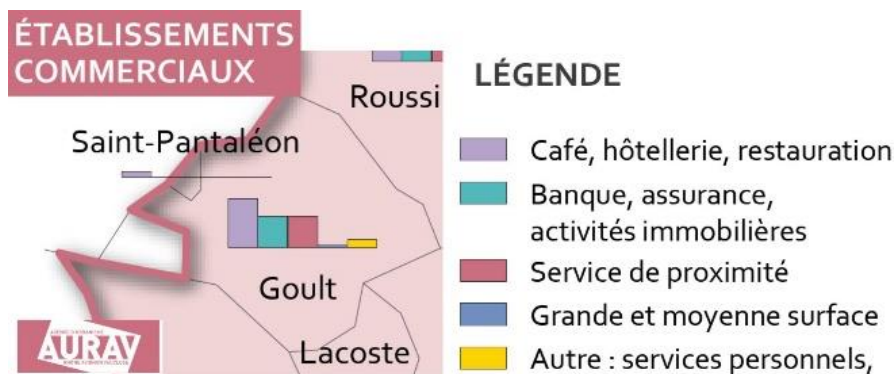 ÉTABLISSEMENTS
COMMERCIAUX
Roussi
Saint-Pantaléon
Goult
Lacoste
AURAV
LÉGENDE
Café, hôtellerie, restauration
Banque, assurance,
activités immobilières
Service de proximité
Grande et moyenne surface
Autre : services personnels,